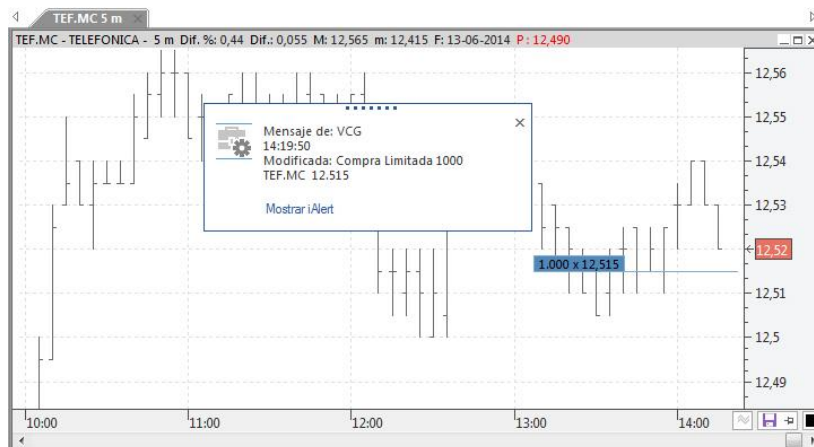 TEF.MC 5 m
TEF.MC - TELEFONICA - 5 m Dif. %: 0,44 Dif.: 0,055 M: 12,565 m: 12,415 F: 13-06-2014 P : 12,490
12,56
12,55
Mensaje de: VCG
14:19:50
Modificada: Compra Limitada 1000
TEF.MC 12.515
Mostrar iAlert
12,54
12,53
12,52
1.000 x 12,515
12,51
12,5
12,49
10:00 11:00 12:00 13:00 14:00